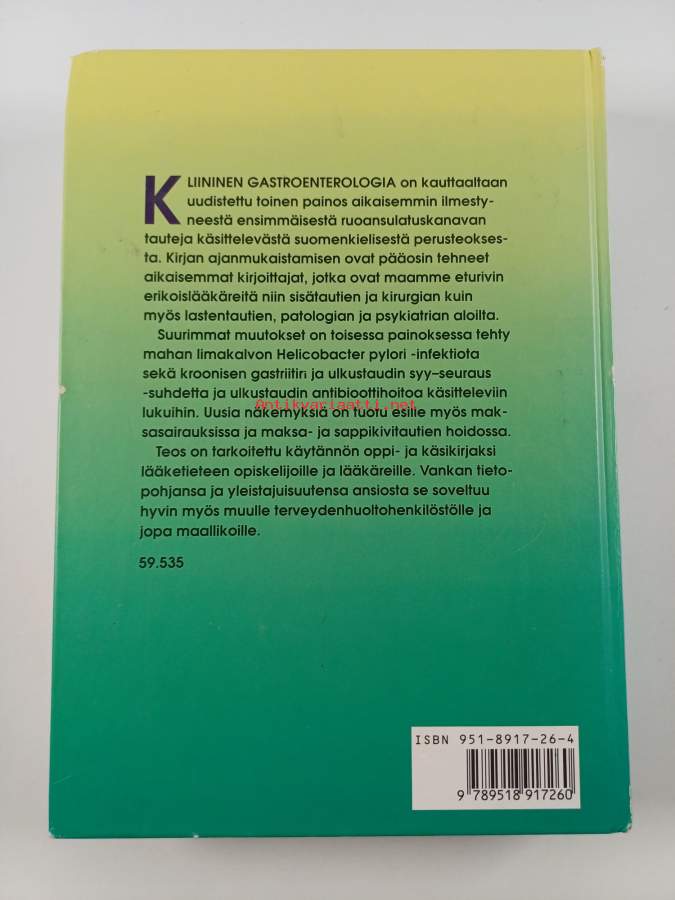 KLIININEN GASTROENTEROLOGIA on kauttaaltaan
uudistettu toinen painos aikaisemmin ilmesty-
neestä ensimmäisestä ruoansulatuskanavan
tauteja käsittelevästä suomenkielisestä perusteokses-
ta. Kirjan ajanmukaistamisen ovat pääosin tehneet
aikaisemmat kirjoittajat, jotka ovat maamme eturivin
erikoislääkäreitä niin sisätautien ja kirurgian kuin
myös lastentautien, patologian ja psykiatrian aloilta.
Suurimmat muutokset on toisessa painoksessa tehty
mahan limakalvon Helicobacter pylori -infektiota
sekä kroonisen gastriitin ja ulkustaudin syy–seuraus
-suhdetta ja ulkustaudin antibioottihoitoa käsitteleviin
Antikvariaatti.net
lukuihin. Uusia näkemyksiä on tuotu esille myös mak-
sasairauksissa ja maksa- ja sappikivitautien hoidossa.
Teos on tarkoitettu käytännön oppi- ja käsikirjaksi
lääketieteen opiskelijoille ja lääkäreille. Vankan tieto-
pohjansa ja yleistajuisuutensa ansiosta se soveltuu
hyvin myös muulle terveydenhuoltohenkilöstölle ja
jopa maallikoille.
59.535
ISBN 951-8917-26-4
9 789518 917260